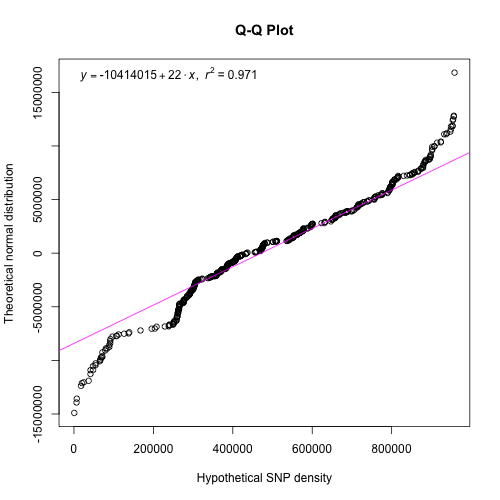 Q-Q Plot
y = -10414015 + 22 · x, r² = 0.971
Theoretical normal distribution
15000000
5000000
0
-5000000
-15000000
0 200000 400000 600000 800000
Hypothetical SNP density